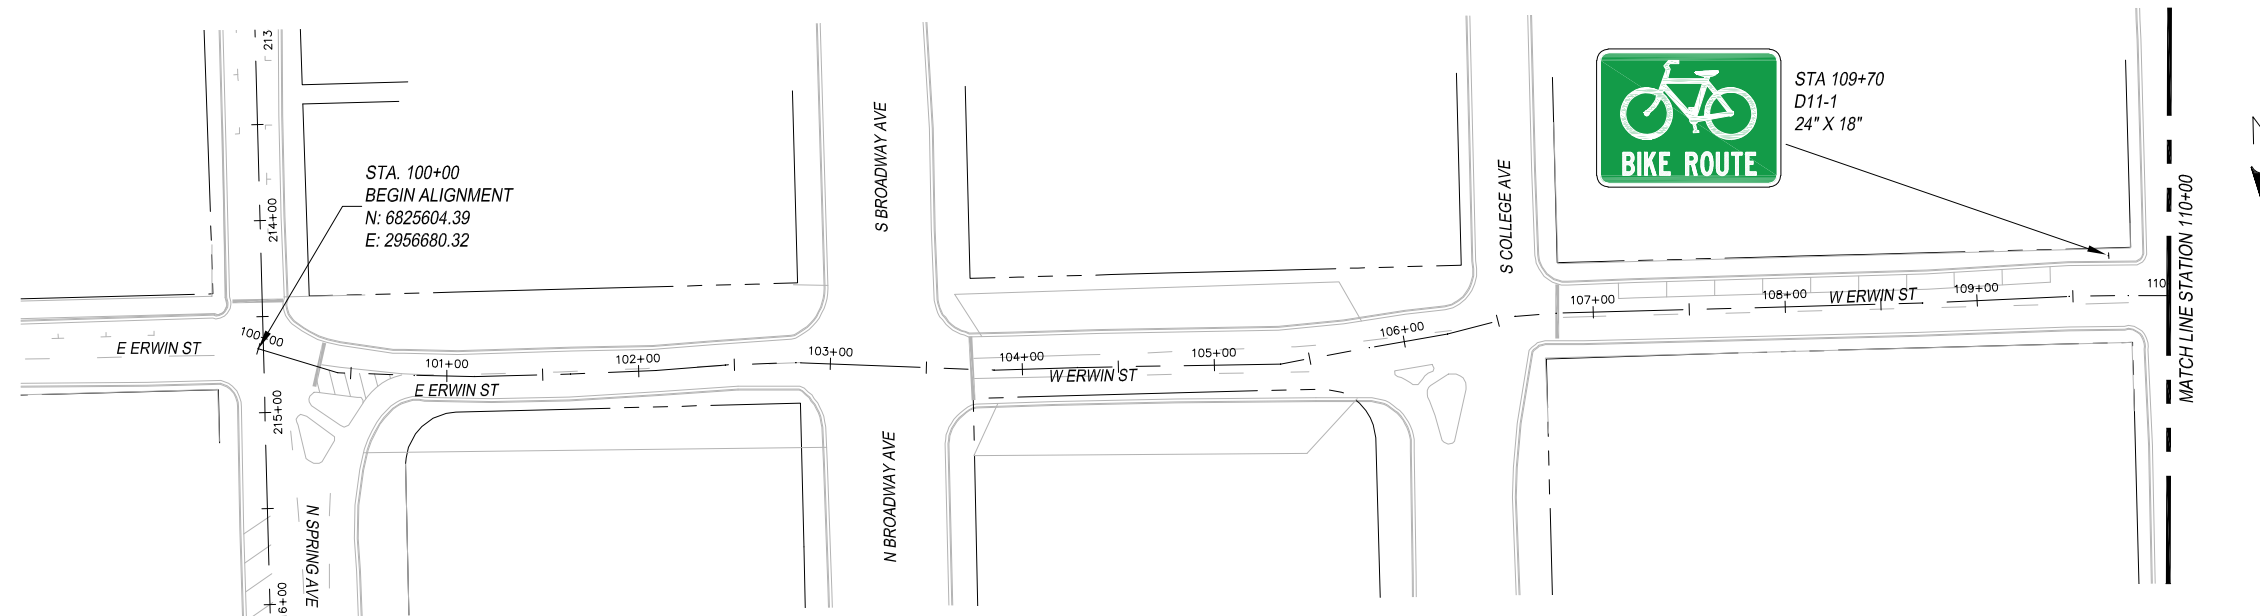 213
214+00
STA. 100+00
BEGIN ALIGNMENT
N: 6825604.39
E: 2956680.32
S BROADWAY AVE
S COLLEGE AVE
BIKE ROUTE
STA 109+70
D11-1
24" X 18"
MATCH LINE STATION 110+00
E ERWIN ST
100+00
101+00
102+00
103+00
104+00
105+00
106+00
107+00
108+00
109+00
110
E ERWIN ST
W ERWIN ST
W ERWIN ST
215+00
N SPRING AVE
N BROADWAY AVE
6+00